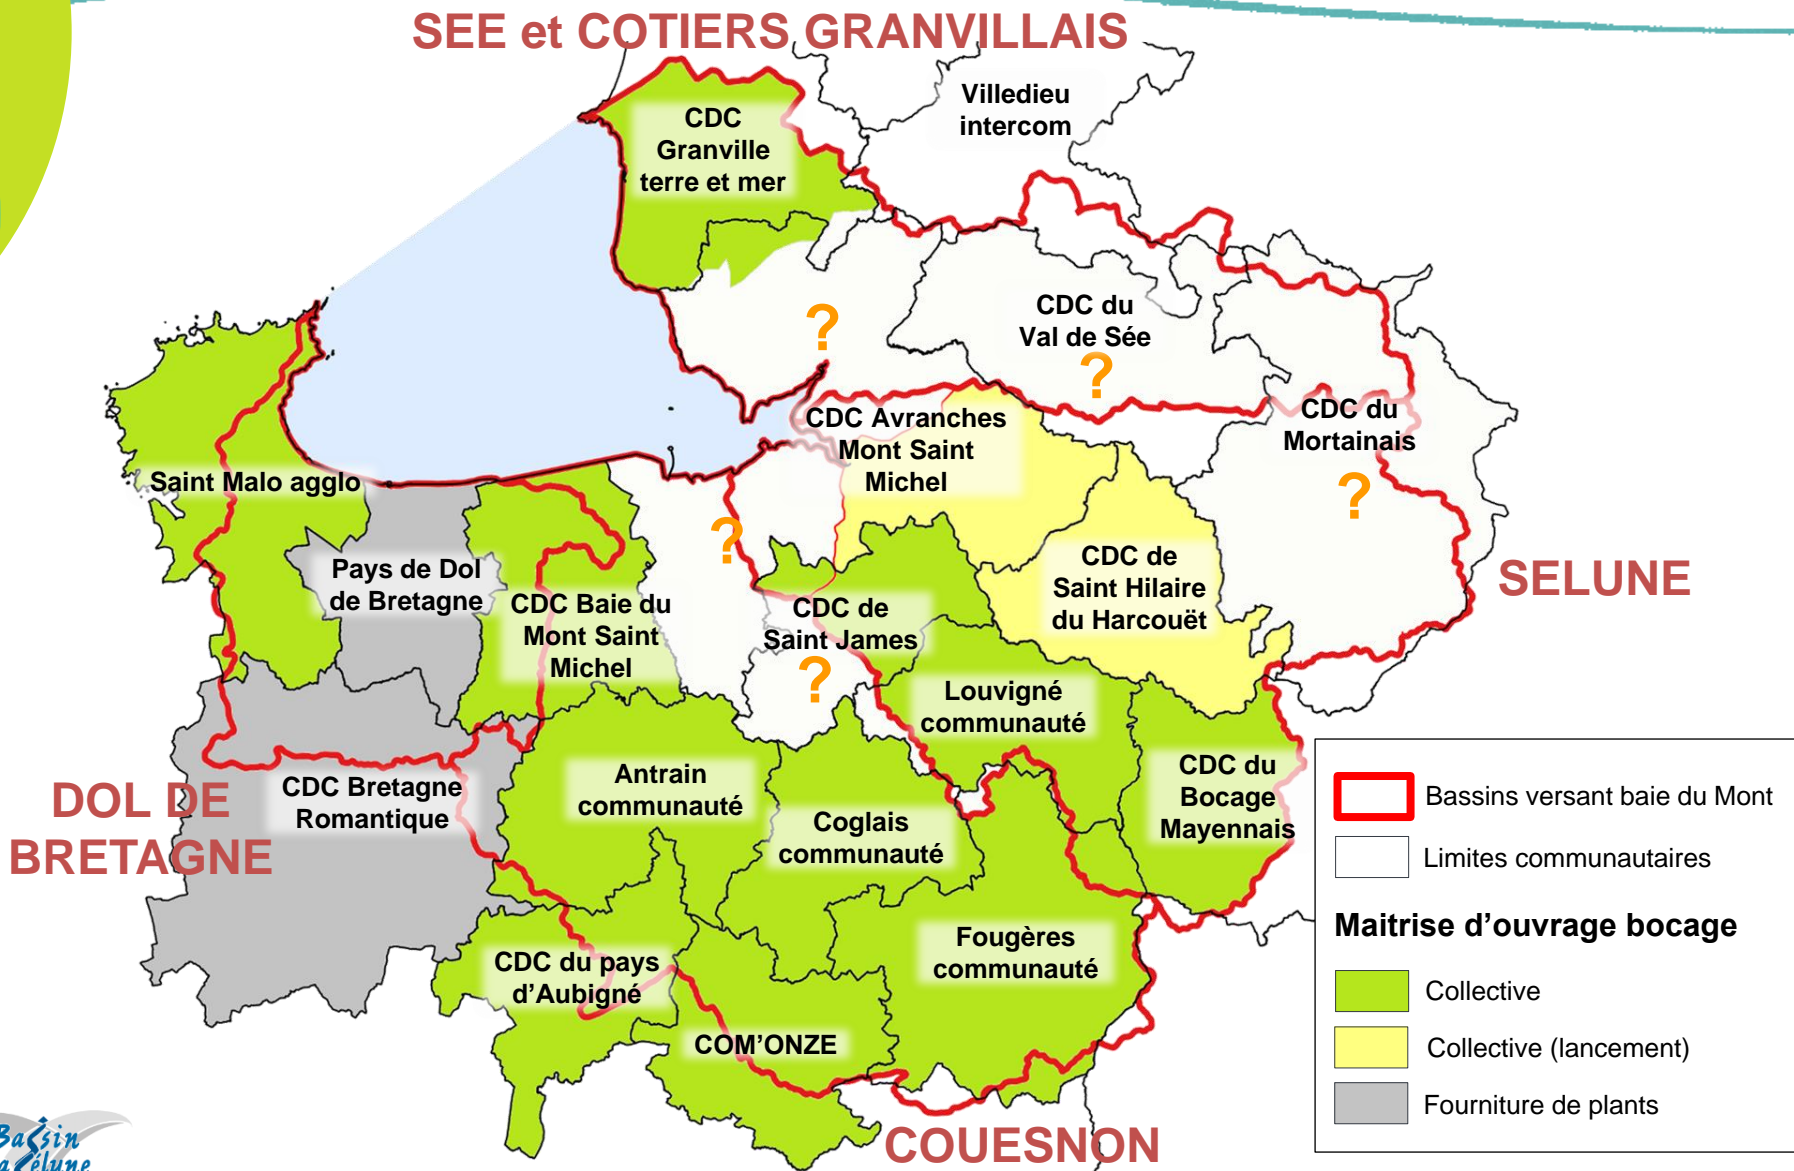 SEE et COTIERS GRANVILLAIS
Villedieu
intercom
CDC
Granville
terre et mer
?
CDC du
Val de Sée
?
CDC Avranches
Mont Saint
Michel
CDC du
Mortainais
?
Saint Malo agglo
?
Pays de Dol
de Bretagne
CDC de
Saint Hilaire
du Harcouët
SELUNE
CDC Baie du
Mont Saint
Michel
CDC de
Saint James
?
Louvigné
communauté
DOL DE
BRETAGNE
CDC Bretagne
Romantique
Antrain
communauté
Coglais
communauté
CDC du
Bocage
Mayennais
CDC du pays
d'Aubigné
COM'ONZE
Fougères
communauté
COUESNON
Bassins versant baie du Mont
Limites communautaires
Maitrise d'ouvrage bocage
Collective
Collective (lancement)
Fourniture de plants
Bassin
Sélune